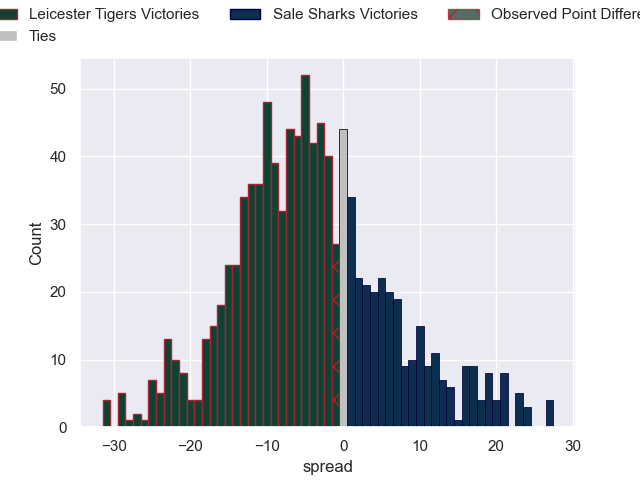 Leicester Tigers Victories
Sale Sharks Victories
Observed Point Differe
Ties
50
40
30
20
10
0
Count
−30
−20
−10
0
10
20
30
spread